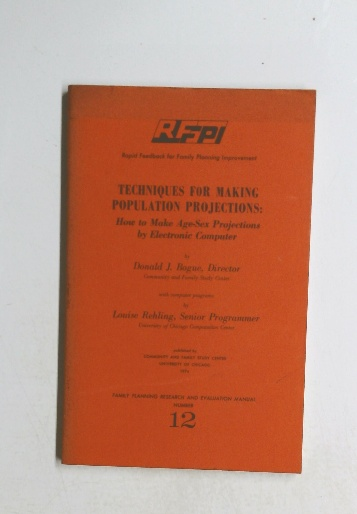 RFPI
Rapid Feedback for Family Planning Improvement
TECHNIQUES FOR MAKING
POPULATION PROJECTIONS:
How to Make Age-Sex Projections
by Electronic Computer
by
Donald J. Bogue, Director
Community and Family Study Center
with computer programs
by
Louise Rehling, Senior Programmer
University of Chicago Computation Center
published by
COMMUNITY AND FAMILY STUDY CENTER
UNIVERSITY OF CHICAGO
FAMILY PLANNING RESEARCH AND EVALUATION MANUAL
NUMBER
12